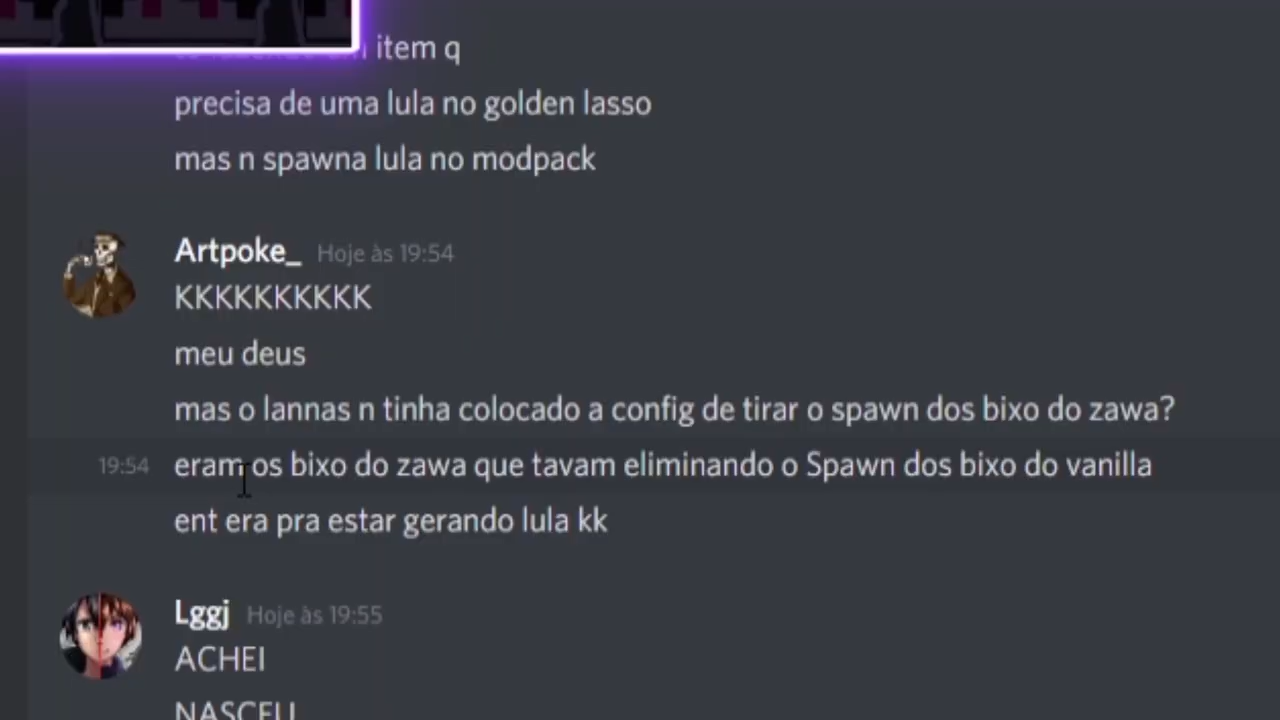 item q
precisa de uma lula no golden lasso
mas n spawna lula no modpack
Artpoke_ Hoje às 19:54
KKKKKKKKKK
meu deus
mas o lannas n tinha colocado a config de tirar o spawn dos bixo do zawa?
19:54 eram os bixo do zawa que tavam eliminando o Spawn dos bixo do vanilla
ent era pra estar gerando lula kk
Lggj Hoje às 19:55
ACHEI
NASCEU